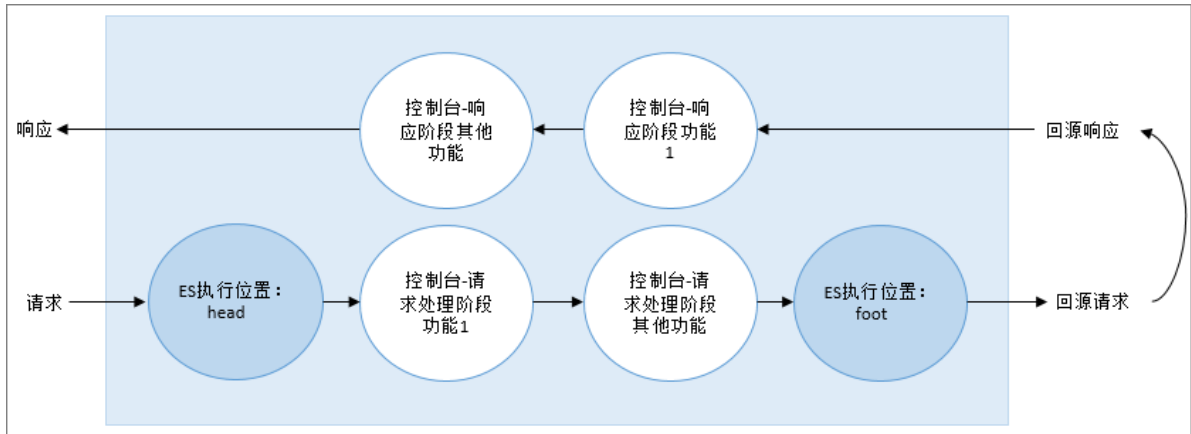 响应
控制台-响
应阶段其他
功能
控制台-响
应阶段功能
1
回源响应
请求
ES执行位置：
head
控制台-请
求处理阶段
功能1
控制台-请
求处理阶段
其他功能
ES执行位置：
foot
回源请求